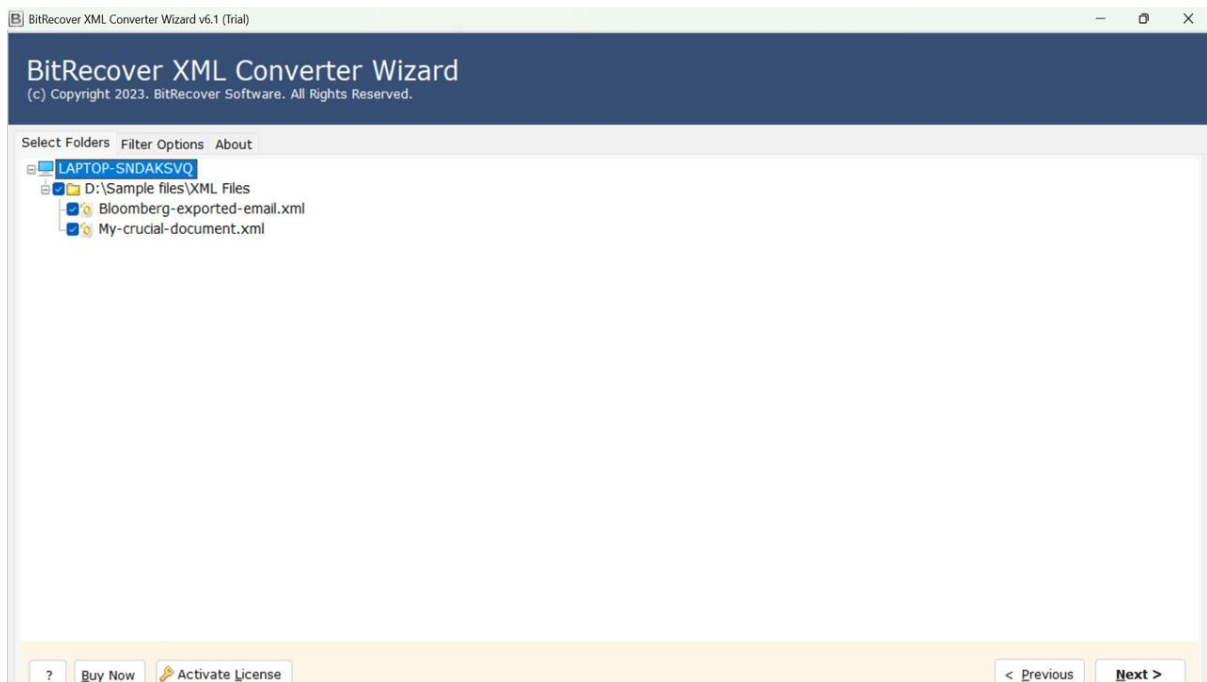 BitRecover XML Converter Wizard v6.1 (Trial)
BitRecover XML Converter Wizard
(c) Copyright 2023. BitRecover Software. All Rights Reserved.
Select Folders Filter Options About
LAPTOP-SNDAKSVQ
D:\Sample files\XML Files
Bloomberg-exported-email.xml
My-crucial-document.xml
? Buy Now Activate License < Previous Next >